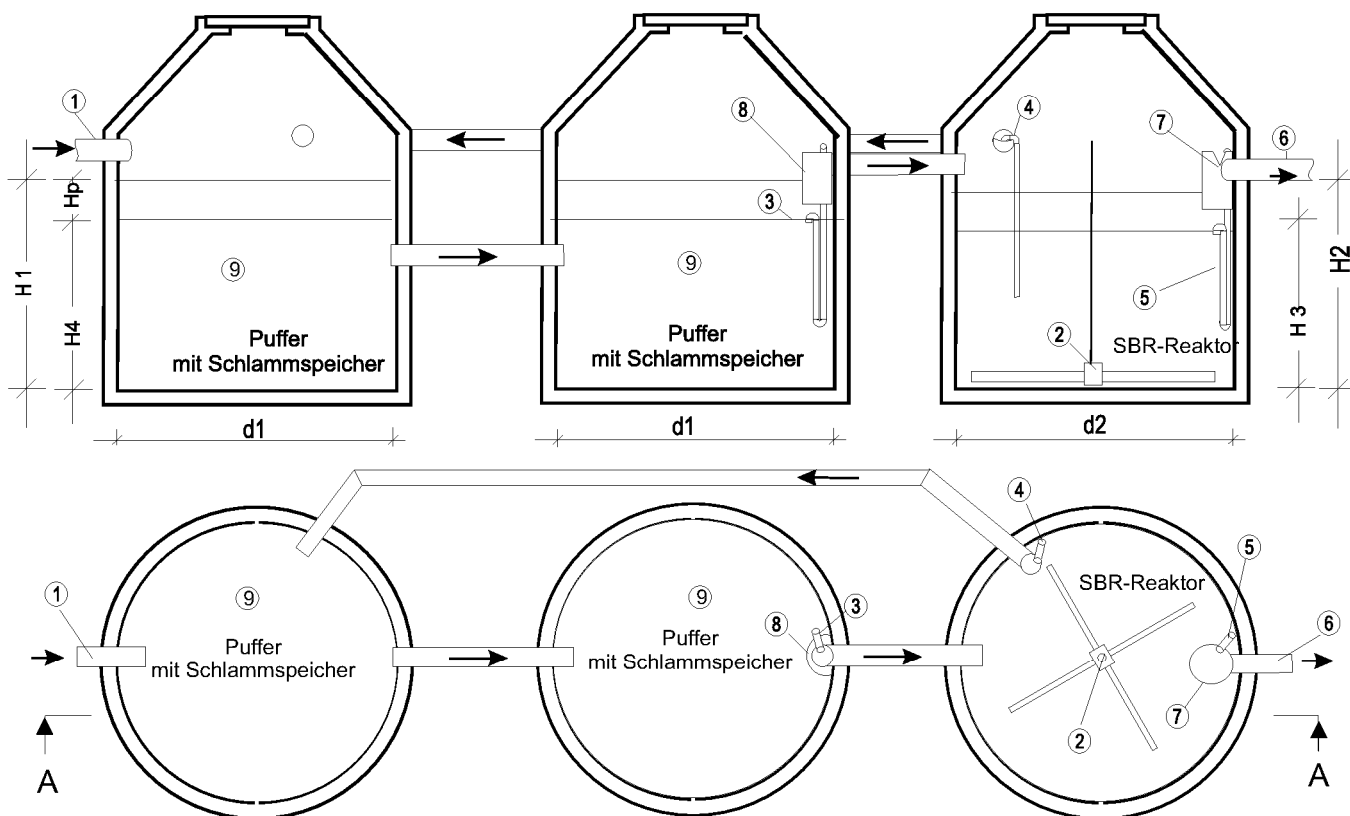 1
8
4
7
6
Hp
3
H 1
9
9
H2
5
H4
H 3
Puffer
mit Schlammspeicher
Puffer
mit Schlammspeicher
2
SBR-Reaktor
d1
d1
d2
4
5
SBR-Reaktor
1
9
9
3
8
6
Puffer
mit Schlammspeicher
Puffer
mit Schlammspeicher
7
2
A
A